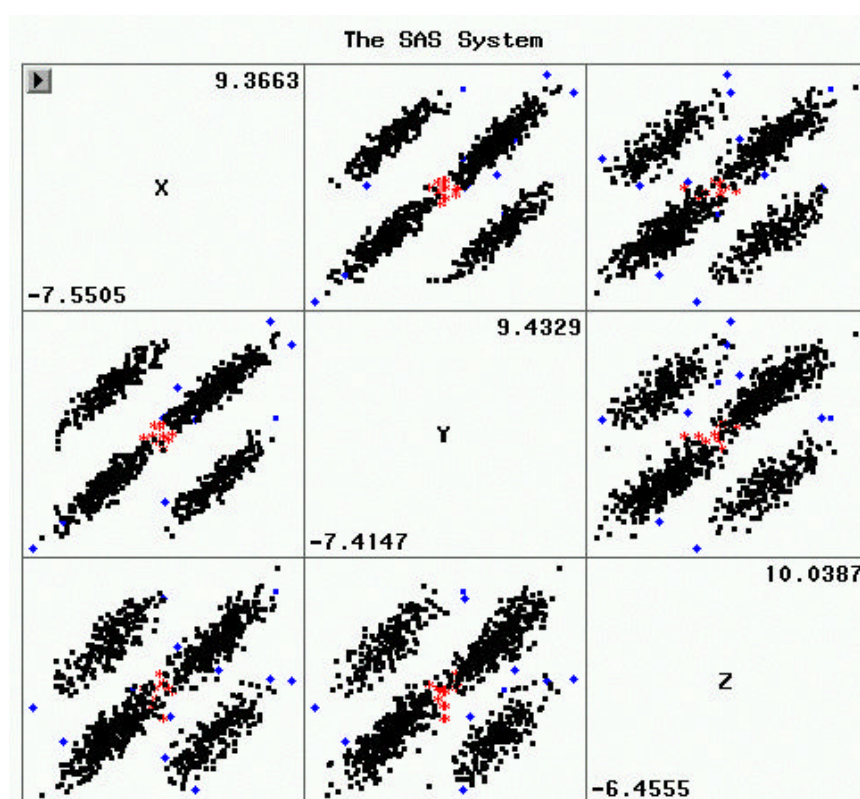 The SAS System
9.3663
X
-7.5505
9.4329
Y
-7.4147
10.0387
Z
-6.4555